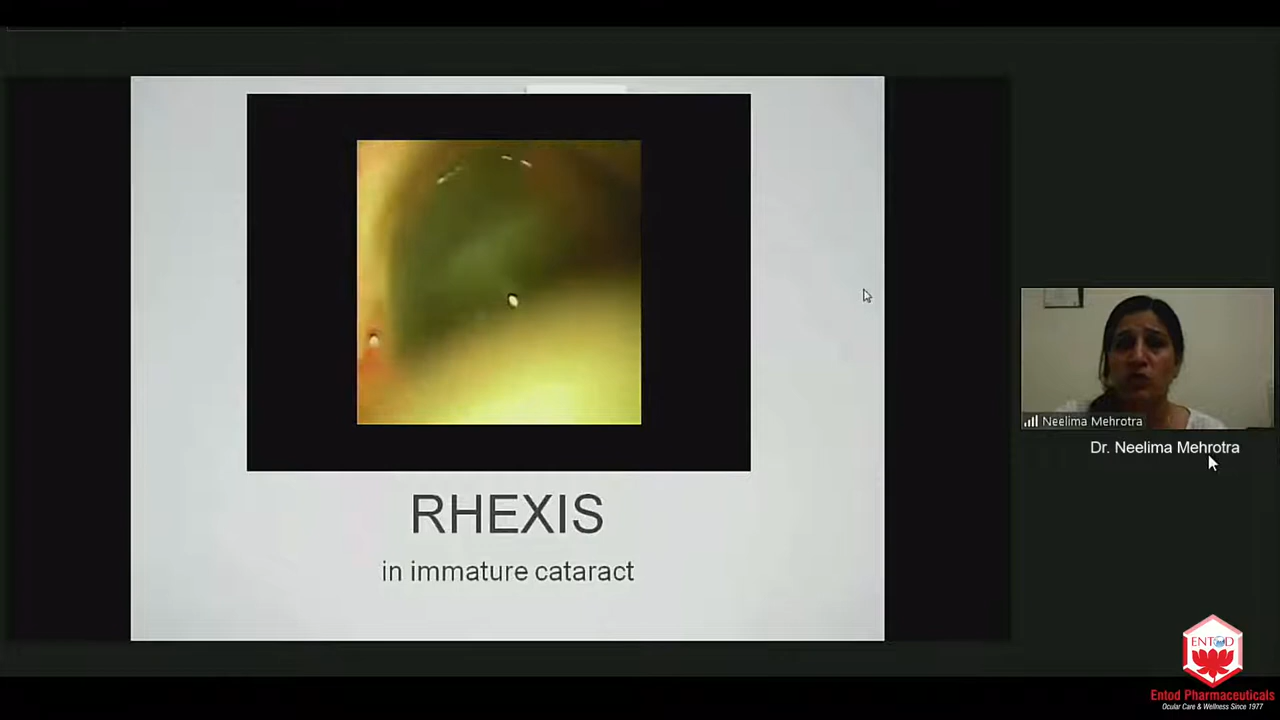 RHEXIS
in immature cataract
Neelima Mehrotra
Dr. Neelima Mehrotra
ENTOD
Entod Pharmaceuticals
Ocular Care & Wellness Since 1977